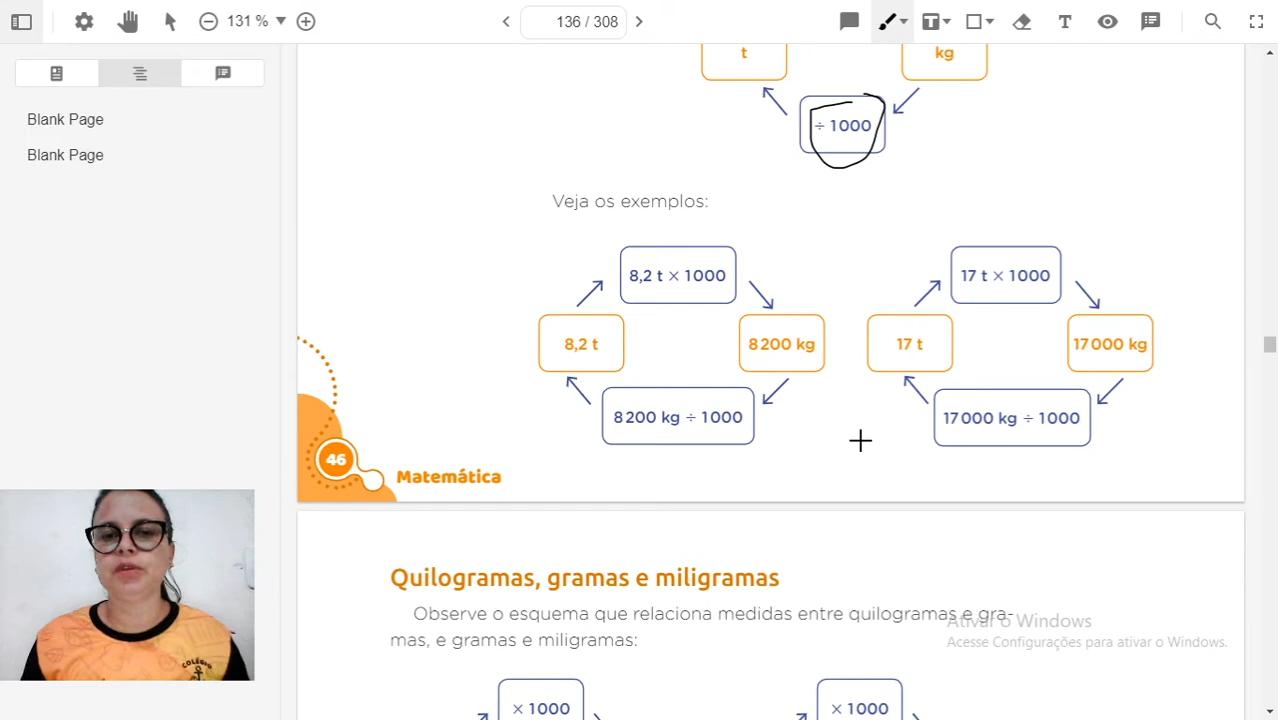 131 %
136 / 308
Blank Page
Blank Page
t
kg
÷ 1000
Veja os exemplos:
8,2 t × 1000
17 t × 1000
8,2 t
8 200 kg
17 t
17 000 kg
8 200 kg ÷ 1000
17 000 kg ÷ 1000
46
Matemática
COLÉGIO
Quilogramas, gramas e miligramas
Observe o esquema que relaciona medidas entre quilogramas e gra-
mas, e gramas e miligramas:
Ativar o Windows
Acesse Configurações para ativar o Windows.
× 1000
× 1000